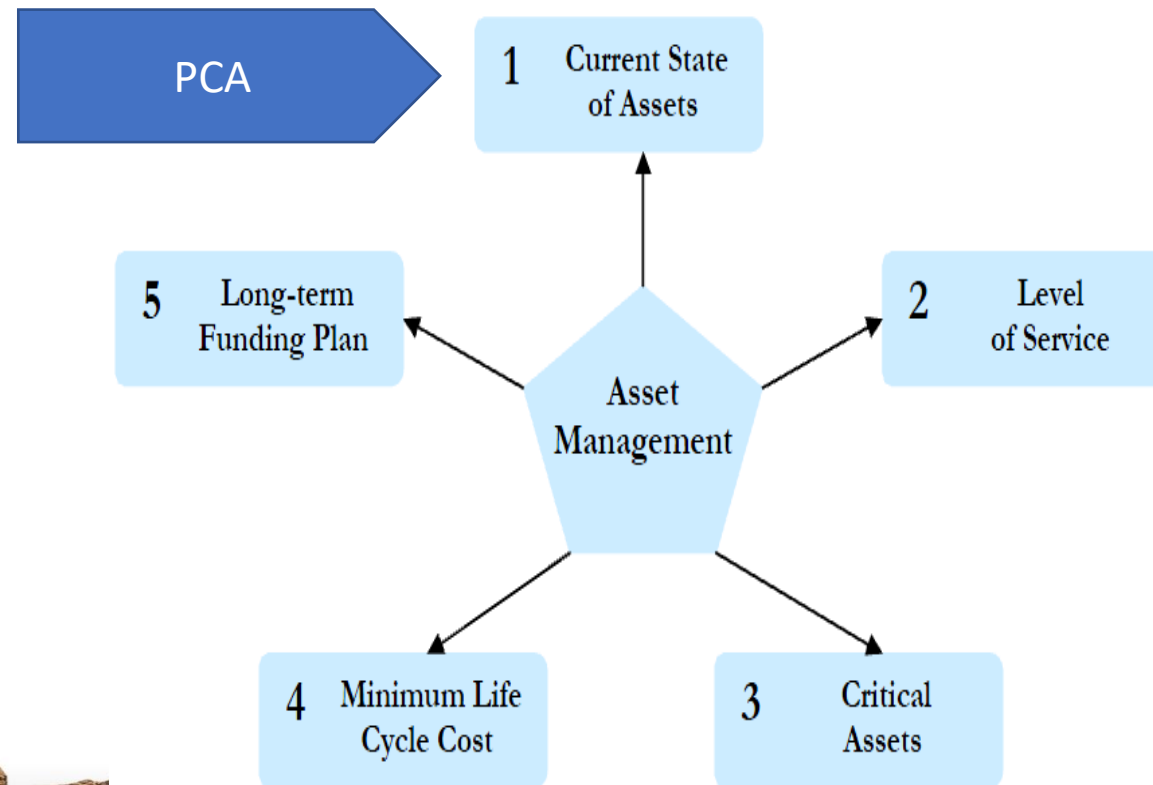 PCA
1 Current State
of Assets
5 Long-term
Funding Plan
2 Level
of Service
Asset
Management
4 Minimum Life
Cycle Cost
3 Critical
Assets